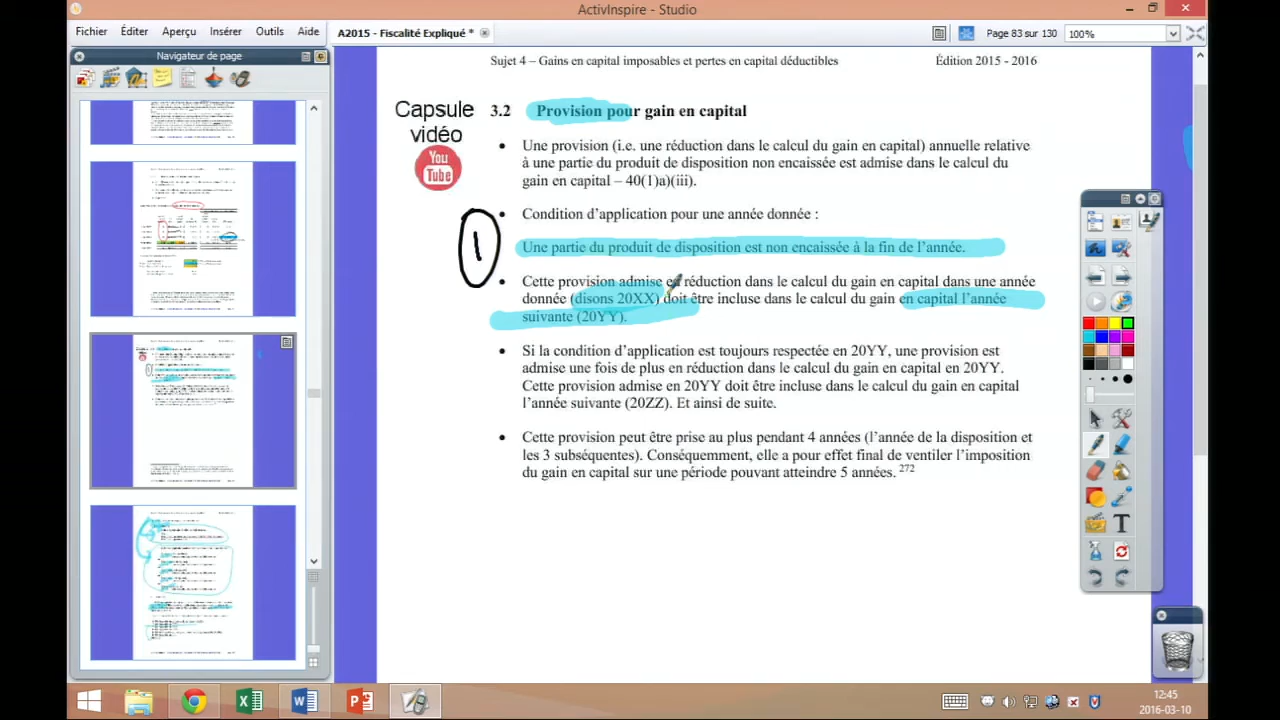 ActivInspire - Studio
Fichier Éditer Aperçu Insérer Outils Aide
A2015 - Fiscalité Expliqué *
Page 83 sur 130
100%
Navigateur de page
Sujet 4 – Gains en capital imposables et pertes en capital déductibles Édition 2015 - 2016
Capsule
vidéo
You
Tube
3.2 Provision pour gain en capital
• Une provision (i.e. une réduction dans le calcul du gain en capital) annuelle relative
à une partie du produit de disposition non encaissée est admise dans le calcul du
gain en capital – 40(1)a)(iii).
• Condition d'application pour une année donnée :
Une partie du produit de disposition est non encaissée à la fin de l'année.
• Cette provision admise en réduction dans le calcul du gain en capital dans une année
donnée (disons 20XX) doit être incluse dans le calcul du gain en capital l'année
suivante (20YY).
• Si la condition d'application est toujours respectée en 20YY, une provision est
admise de nouveau en réduction dans le calcul du gain en capital en 20YY.
Cette provision admise en 20YY doit être incluse dans le calcul du gain en capital
l'année suivante (20ZZ). Et ainsi de suite.
• Cette provision peut être prise au plus pendant 4 années (l'année de la disposition et
les 3 subséquentes). Conséquemment, elle a pour effet final de ventiler l'imposition
du gain en capital sur une période pouvant atteindre 5 années. 272
12:45
2016-03-10